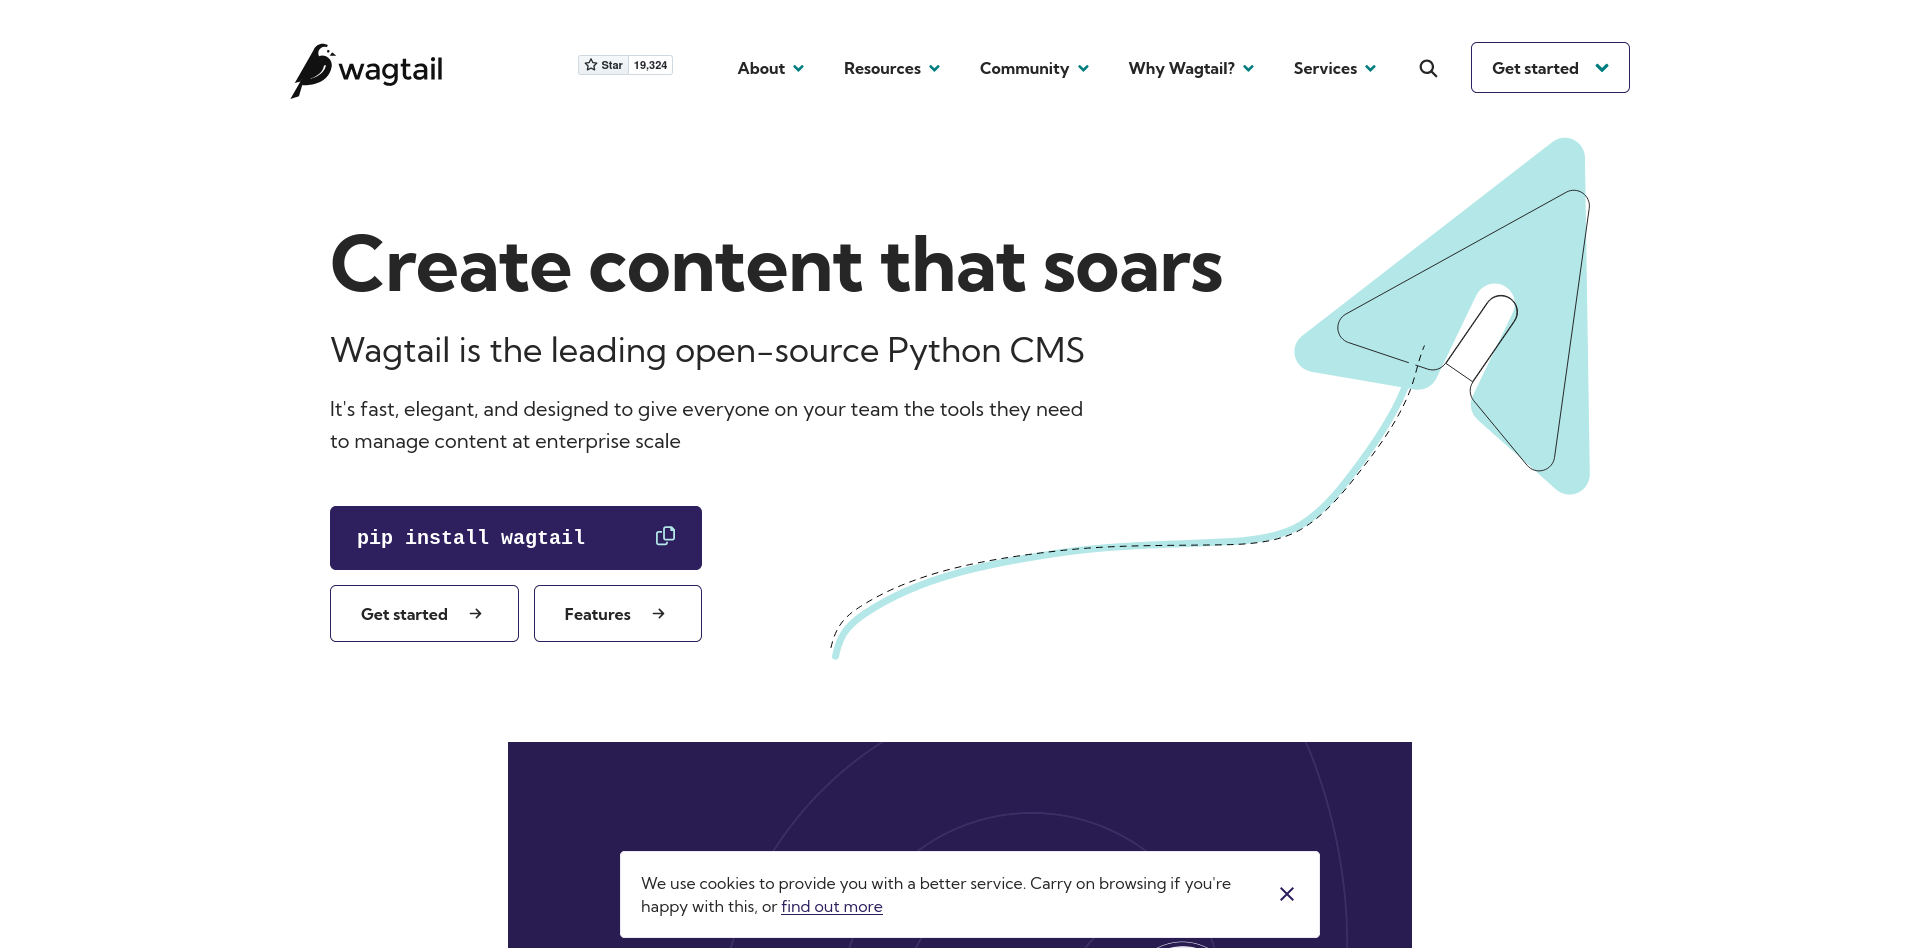 wagtail
Star 19,324
About
Resources
Community
Why Wagtail?
Services
Get started
Create content that soars
Wagtail is the leading open-source Python CMS
It's fast, elegant, and designed to give everyone on your team the tools they need
to manage content at enterprise scale
pip install wagtail
Get started
Features
We use cookies to provide you with a better service. Carry on browsing if you're
happy with this, or find out more